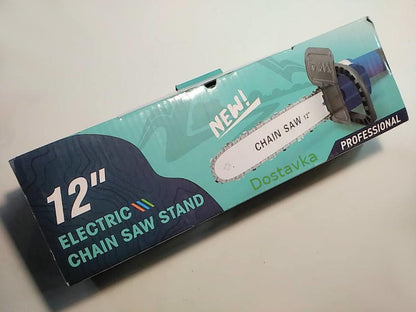 NEW!
CHAIN SAW 12"
Dostavka
PROFESSIONAL
12"
ELECTRIC
CHAIN SAW STAND